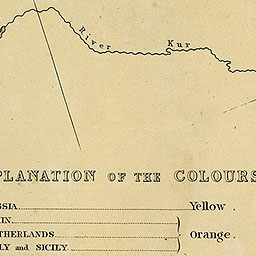 River Kur
PLANATION OF THE COLOURS
SSIA Yellow .
IN
THERLANDS Orange .
LY and SICILY